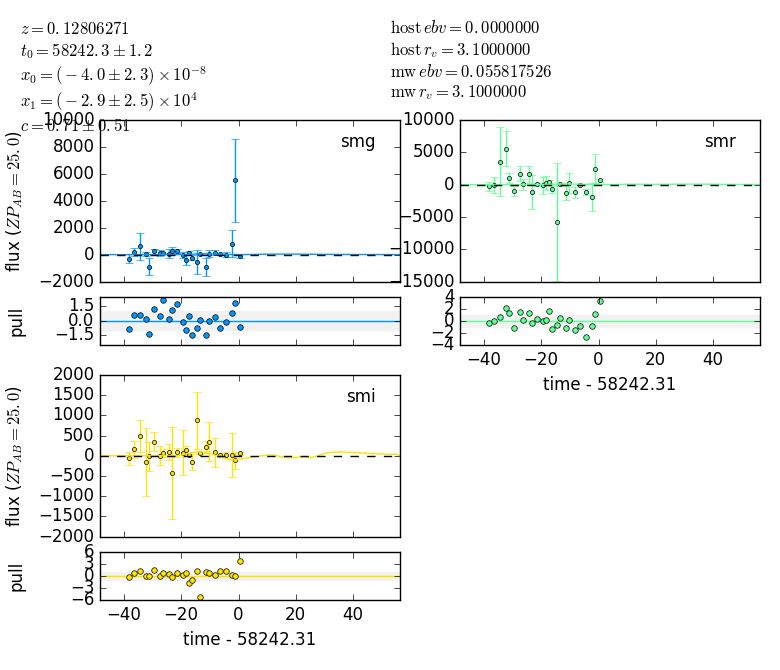 z = 0.12806271
t₀ = 58242.3 ± 1.2
x₀ = (−4.0 ± 2.3) × 10⁻⁸
x₁ = (−2.9 ± 2.5) × 10⁴
c = 0.71 ± 0.51
host ebv = 0.0000000
host r_v = 3.1000000
mw ebv = 0.055817526
mw r_v = 3.1000000
smg
10000
8000
6000
4000
2000
0
−2000
flux (ZP_AB = 25.0)
1.5
0.0
−1.5
pull
smr
10000
5000
0
−5000
−10000
−15000
4
2
0
−2
−4
−40 −20 0 20 40
time - 58242.31
smi
2000
1500
1000
500
0
−500
−1000
−1500
−2000
flux (ZP_AB = 25.0)
6
3
0
−3
−6
pull
−40 −20 0 20 40
time - 58242.31